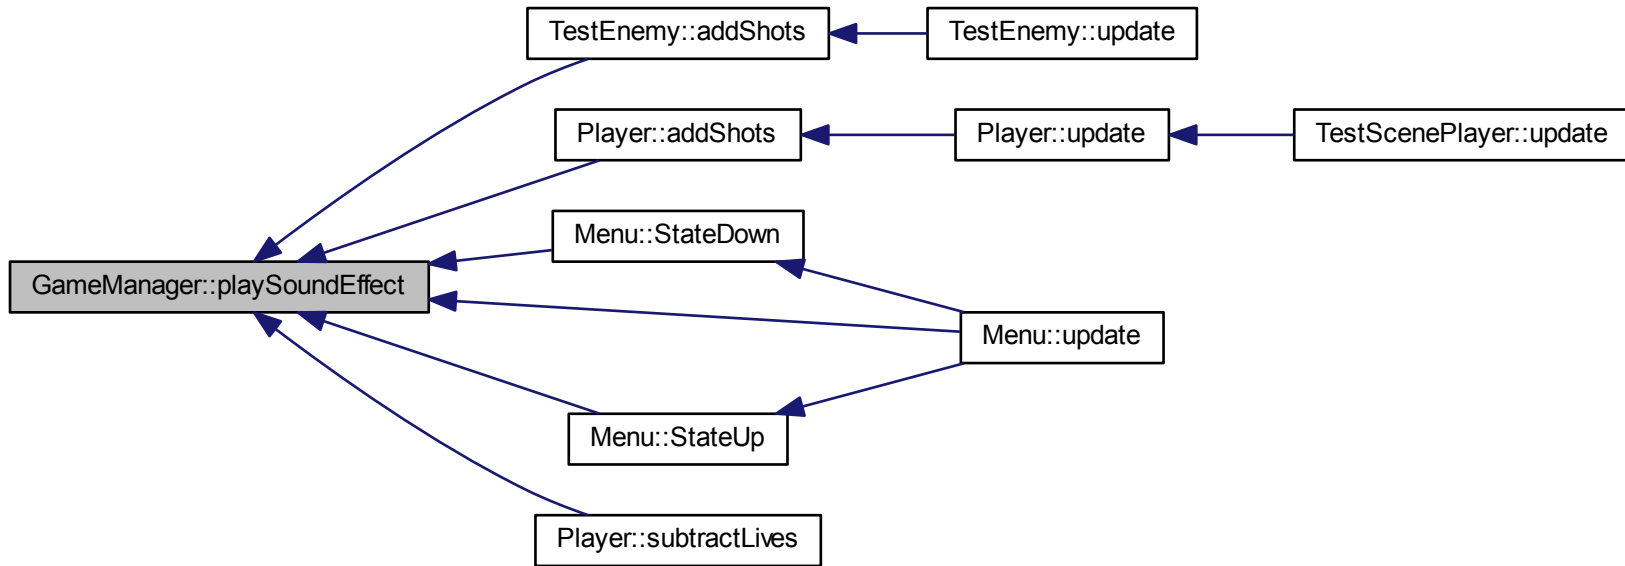 TestEnemy::addShots
TestEnemy::update
Player::addShots
Player::update
TestScenePlayer::update
Menu::StateDown
GameManager::playSoundEffect
Menu::update
Menu::StateUp
Player::subtractLives